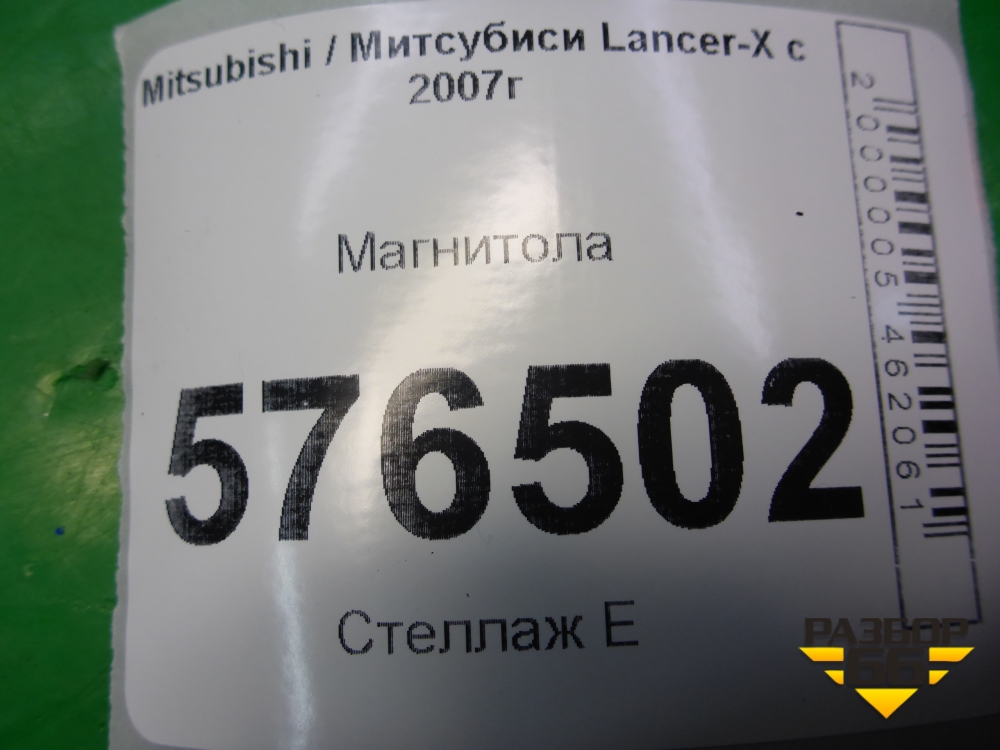 Mitsubishi / Митсубиси Lancer-X с
2007г
Магнитола
576502
Стеллаж Е
2000005462061
РАЗБОР
66